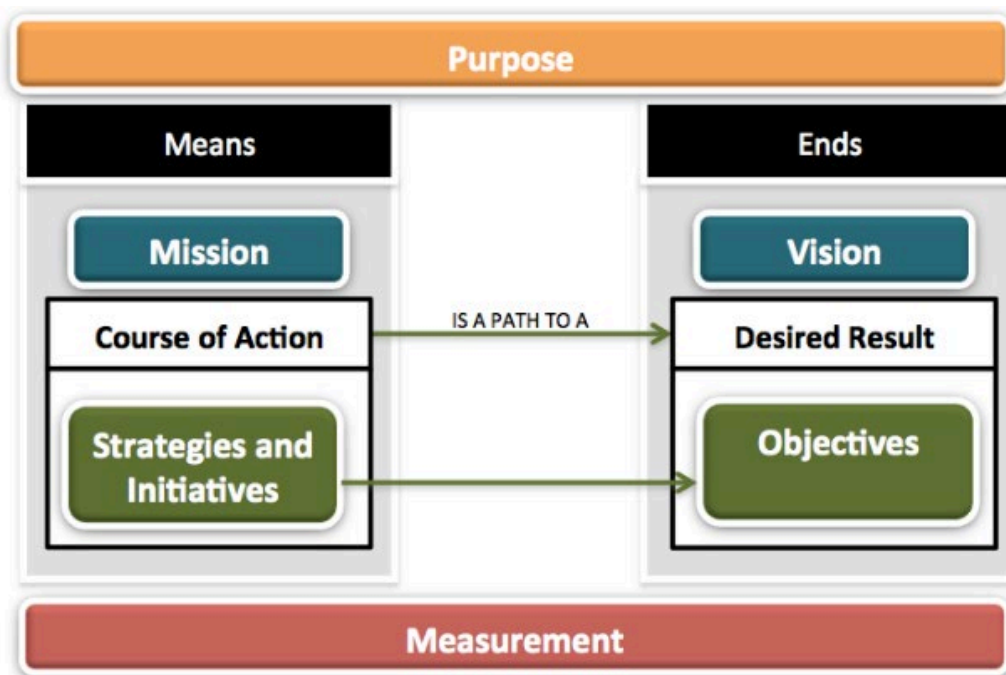 Purpose
Means
Ends
Mission
Vision
Course of Action
IS A PATH TO A
Desired Result
Strategies and
Initiatives
Objectives
Measurement